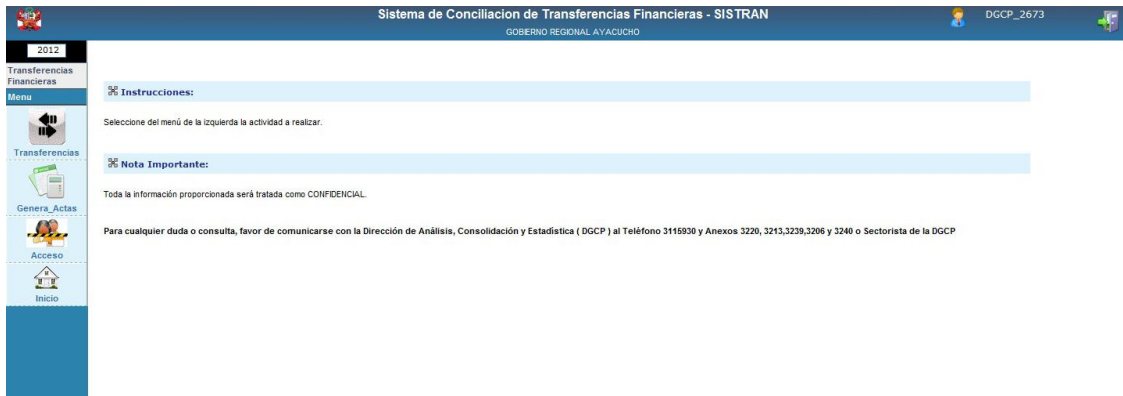 Sistema de Conciliacion de Transferencias Financieras - SISTRAN
GOBIERNO REGIONAL AYACUCHO
DGCP_2673
2012
Transferencias
Financieras
Menu
Transferencias
Genera_Actas
Acceso
Inicio
Instrucciones:
Seleccione del menú de la izquierda la actividad a realizar.
Nota Importante:
Toda la información proporcionada será tratada como CONFIDENCIAL.
Para cualquier duda o consulta, favor de comunicarse con la Dirección de Análisis, Consolidación y Estadística ( DGCP ) al Teléfono 3115930 y Anexos 3220, 3213,3239,3206 y 3240 o Sectorista de la DGCP